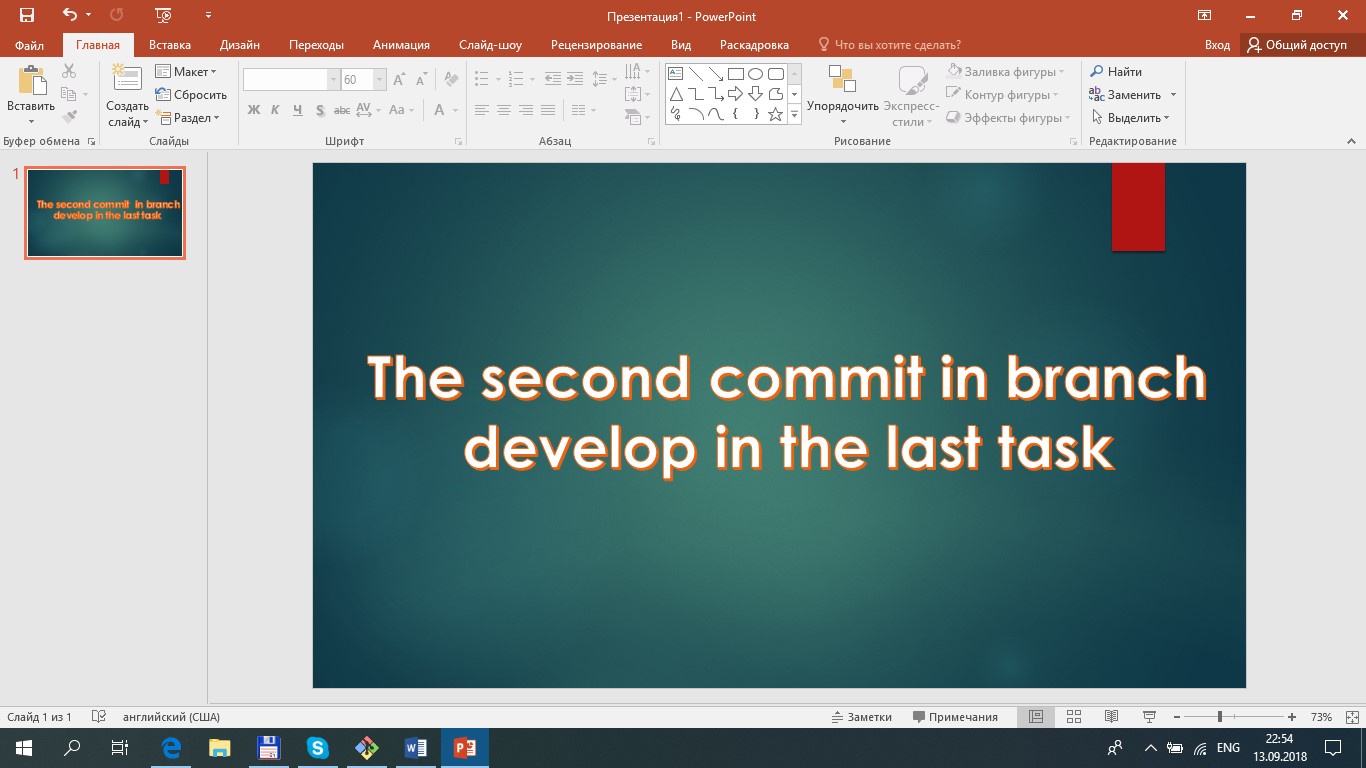 Презентация1 - PowerPoint
Файл Главная Вставка Дизайн Переходы Анимация Слайд-шоу Рецензирование Вид Раскадровка Что вы хотите сделать? Вход Общий доступ
Вставить
Буфер обмена
Создать слайд
Макет
Сбросить
Раздел
Слайды
60
Ж К Ч S abc AV Aa A
Шрифт
Абзац
Упорядочить
Экспресс-стили
Заливка фигуры
Контур фигуры
Эффекты фигуры
Рисование
Найти
Заменить
Выделить
Редактирование
1
The second commit in branch
develop in the last task
The second commit in branch
develop in the last task
Слайд 1 из 1 английский (США) Заметки Примечания 73%
ENG 22:54
13.09.2018